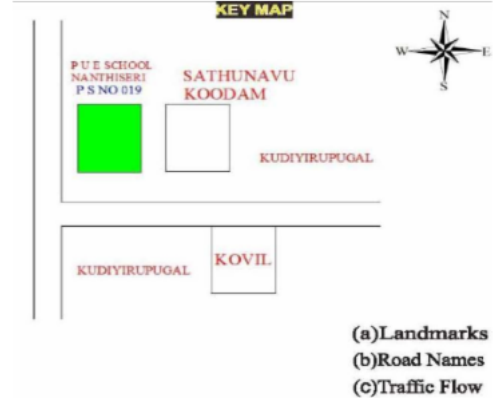 KEY MAP
N
W
E
S
P U E SCHOOL
NANTHISERI
P S NO 019
SATHUNAVU
KOODAM
KUDIYIRUPUGAL
KUDIYIRUPUGAL
KOVIL
(a)Landmarks
(b)Road Names
(c)Traffic Flow